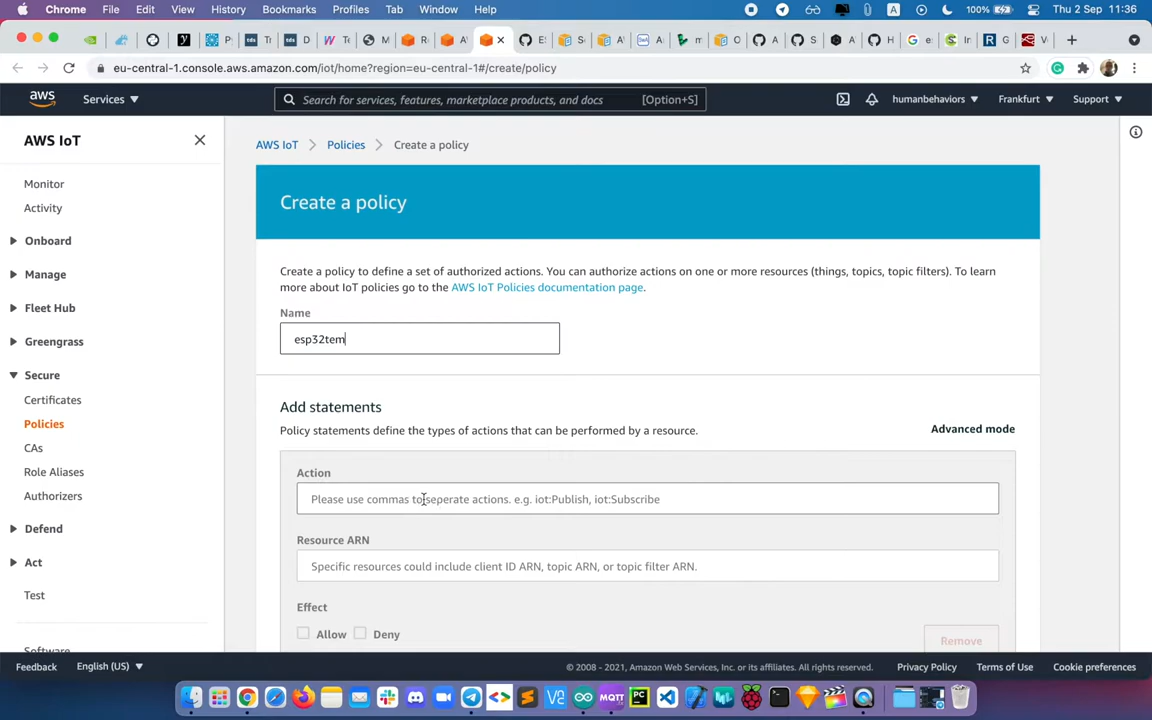 Chrome File Edit View History Bookmarks Profiles Tab Window Help A 100% Thu 2 Sep 11:36
eu-central-1.console.aws.amazon.com/iot/home?region=eu-central-1#/create/policy
aws Services Search for services, features, marketplace products, and docs [Option+S] humanbehaviors Frankfurt Support
AWS IoT
Monitor
Activity
Onboard
Manage
Fleet Hub
Greengrass
Secure
Certificates
Policies
CAs
Role Aliases
Authorizers
Defend
Act
Test
Software
AWS IoT Policies Create a policy
Create a policy
Create a policy to define a set of authorized actions. You can authorize actions on one or more resources (things, topics, topic filters). To learn
more about IoT policies go to the AWS IoT Policies documentation page.
Name
esp32tem
Add statements
Policy statements define the types of actions that can be performed by a resource.
Advanced mode
Action
Please use commas to seperate actions. e.g. iot:Publish, iot:Subscribe
Resource ARN
Specific resources could include client ID ARN, topic ARN, or topic filter ARN.
Effect
Allow Deny
Remove
Feedback English (US) © 2008 - 2021, Amazon Web Services, Inc. or its affiliates. All rights reserved. Privacy Policy Terms of Use Cookie preferences